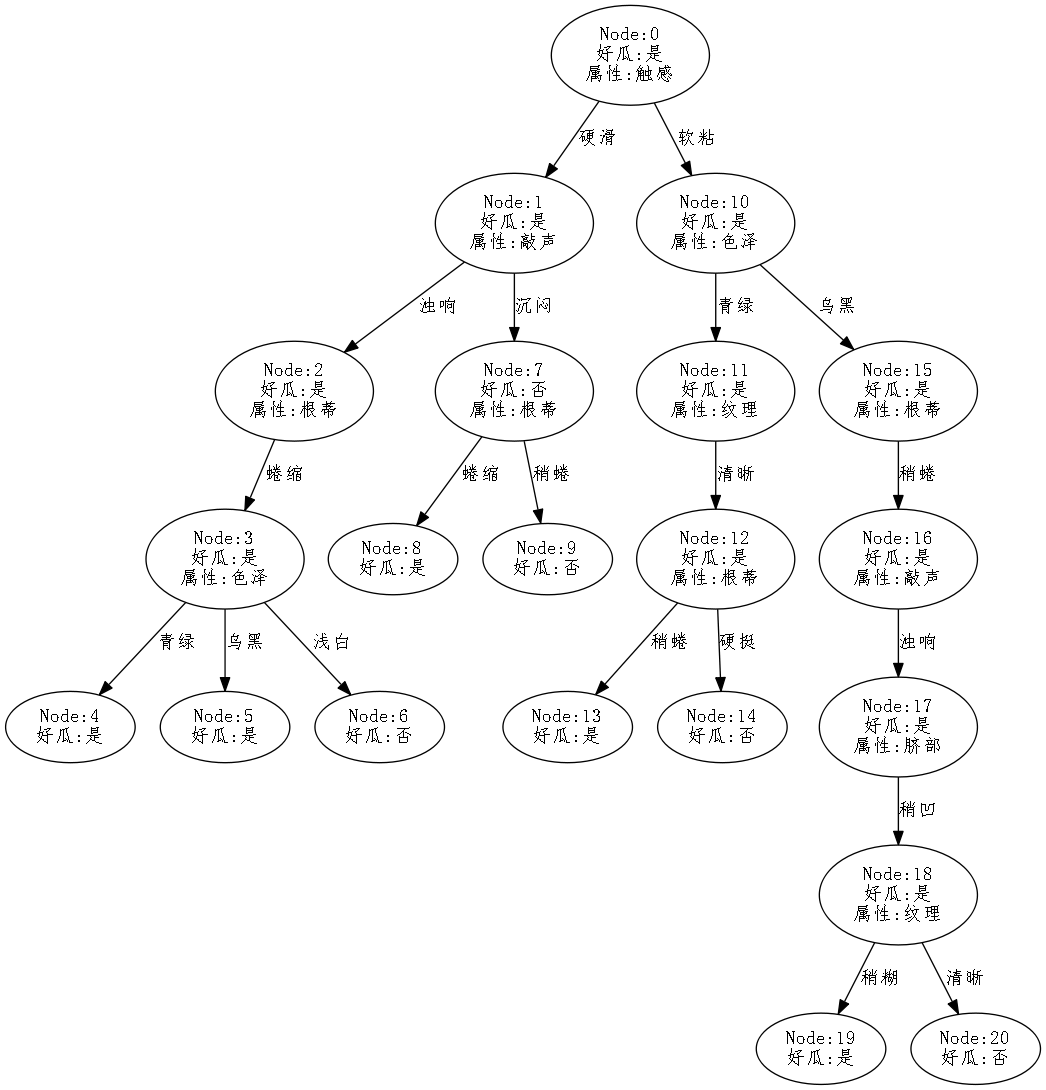 Node:0
好瓜:是
属性:触感
硬滑
软粘
Node:1
好瓜:是
属性:敲声
Node:10
好瓜:是
属性:色泽
浊响
沉闷
青绿
乌黑
Node:2
好瓜:是
属性:根蒂
Node:7
好瓜:否
属性:根蒂
Node:11
好瓜:是
属性:纹理
Node:15
好瓜:是
属性:根蒂
蜷缩
蜷缩
稍蜷
清晰
稍蜷
Node:3
好瓜:是
属性:色泽
Node:8
好瓜:是
Node:9
好瓜:否
Node:12
好瓜:是
属性:根蒂
Node:16
好瓜:是
属性:敲声
青绿
乌黑
浅白
稍蜷
硬挺
浊响
Node:4
好瓜:是
Node:5
好瓜:是
Node:6
好瓜:否
Node:13
好瓜:是
Node:14
好瓜:否
Node:17
好瓜:是
属性:脐部
稍凹
Node:18
好瓜:是
属性:纹理
稍糊
清晰
Node:19
好瓜:是
Node:20
好瓜:否